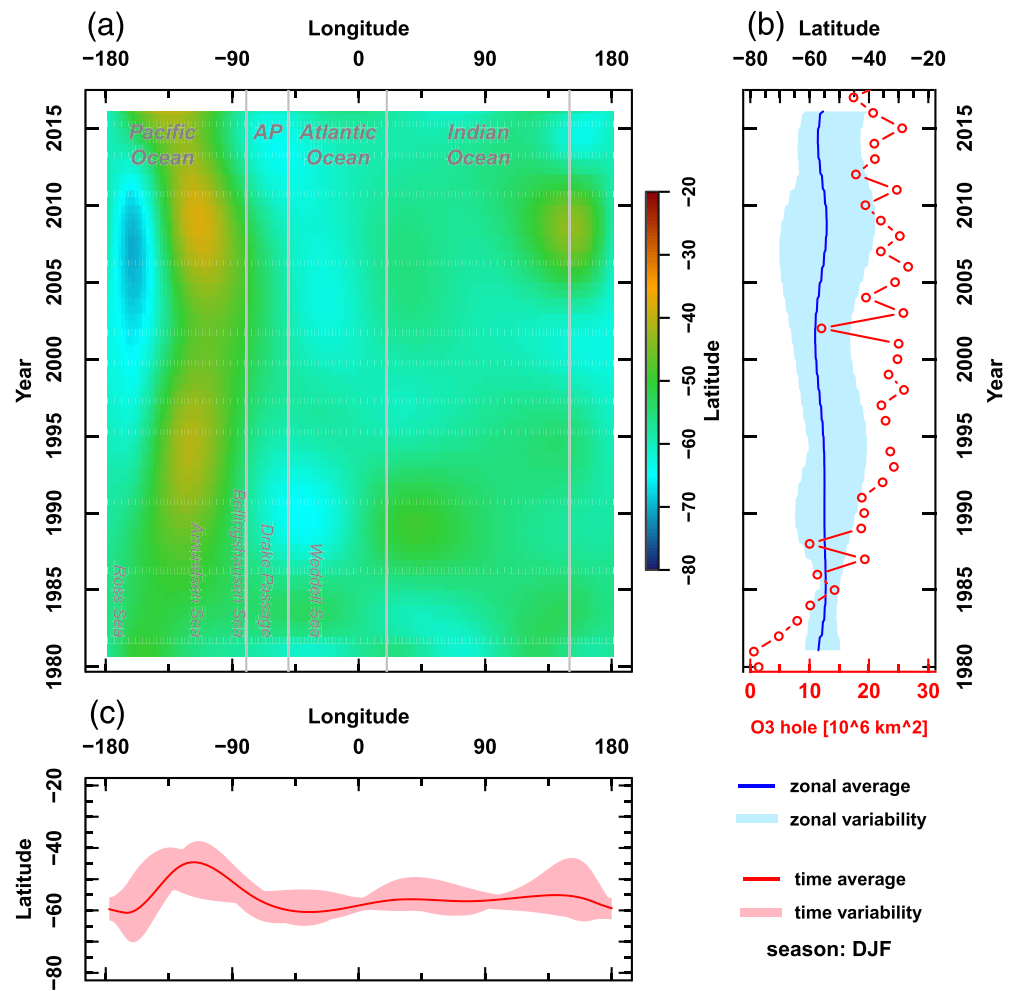 (a)
Longitude
−180 −90 0 90 180
Year
2015
2010
2005
2000
1995
1990
1985
1980
Pacific Ocean
AP
Atlantic Ocean
Indian Ocean
Ross Sea
Amundsen Sea
Bellingshausen Sea
Drake Passage
Weddell Sea
−20
−30
−40
−50
−60
−70
−80
Latitude
(b)
Latitude
−80 −60 −40 −20
2015
2010
2005
2000
1995
1990
1985
1980
Year
0 10 20 30
O3 hole [10^6 km^2]
(c)
Longitude
−180 −90 0 90 180
Latitude
−20
−40
−60
−80
zonal average
zonal variability
time average
time variability
season: DJF